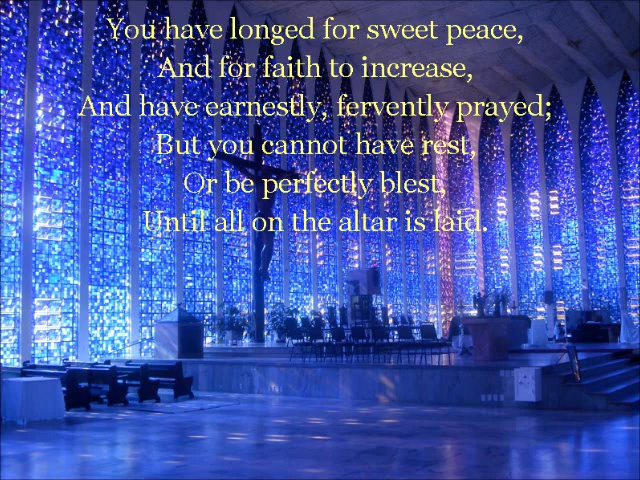 You have longed for sweet peace,
And for faith to increase,
And have earnestly, fervently prayed;
But you cannot have rest,
Or be perfectly blest,
Until all on the altar is laid.